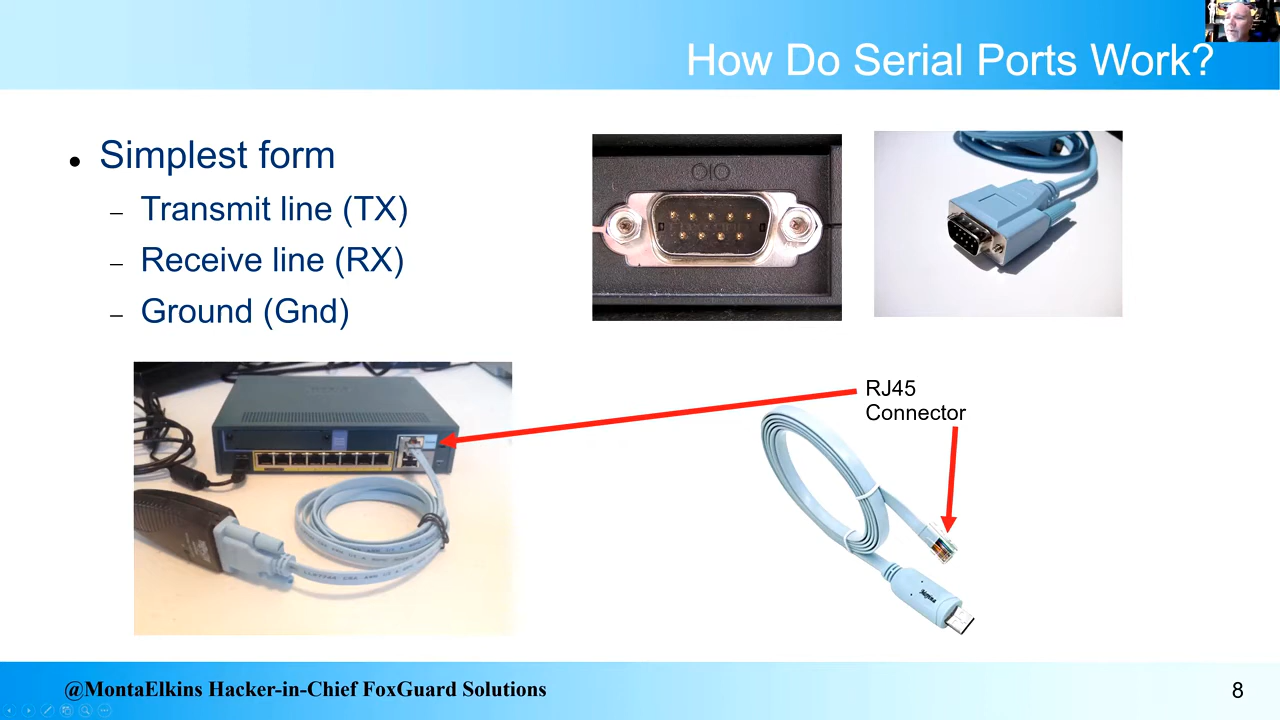 How Do Serial Ports Work?
● Simplest form
– Transmit line (TX)
– Receive line (RX)
– Ground (Gnd)
RJ45
Connector
@MontaElkins Hacker-in-Chief FoxGuard Solutions
8